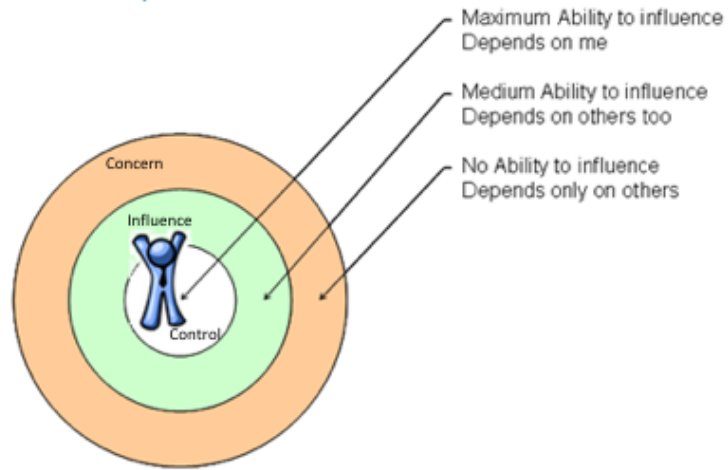 Maximum Ability to influence
Depends on me
Medium Ability to influence
Depends on others too
No Ability to influence
Depends only on others
Concern
Influence
Control